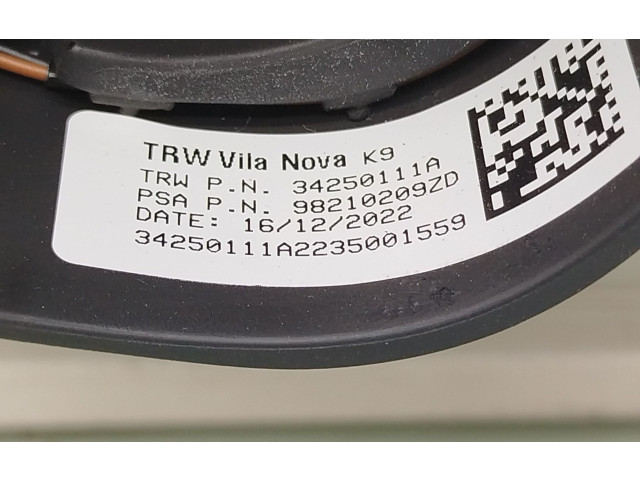 TRW Vila Nova K9
TRW P.N. 34250111A
PSA P.N. 98210209ZD
DATE: 16/12/2022
34250111A2235001559